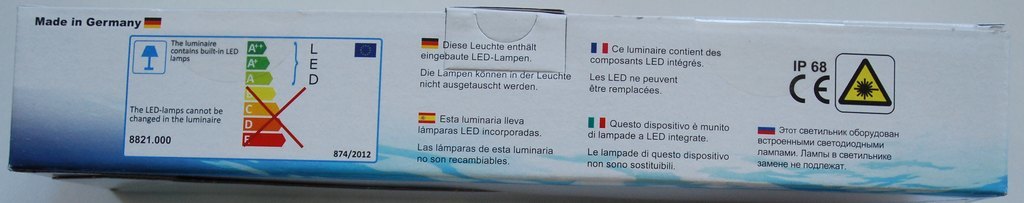 Made in Germany
The luminaire
contains built-in LED
lamps
The LED-lamps cannot be
changed in the luminaire
8821.000
A++
A+
A
B
C
D
E
L
E
D
874/2012
Diese Leuchte enthält
eingebaute LED-Lampen.
Die Lampen können in der Leuchte
nicht ausgetauscht werden.
Esta luminaria lleva
lámparas LED incorporadas.
Las lámparas de esta luminaria
no son recambiables.
Ce luminaire contient des
composants LED intégrés.
Les LED ne peuvent
être remplacées.
Questo dispositivo è munito
di lampade a LED integrate.
Le lampade di questo dispositivo
non sono sostituibili.
IP 68
CE
Этот светильник оборудован
встроенными светодиодными
лампами. Лампы в светильнике
замене не подлежат.